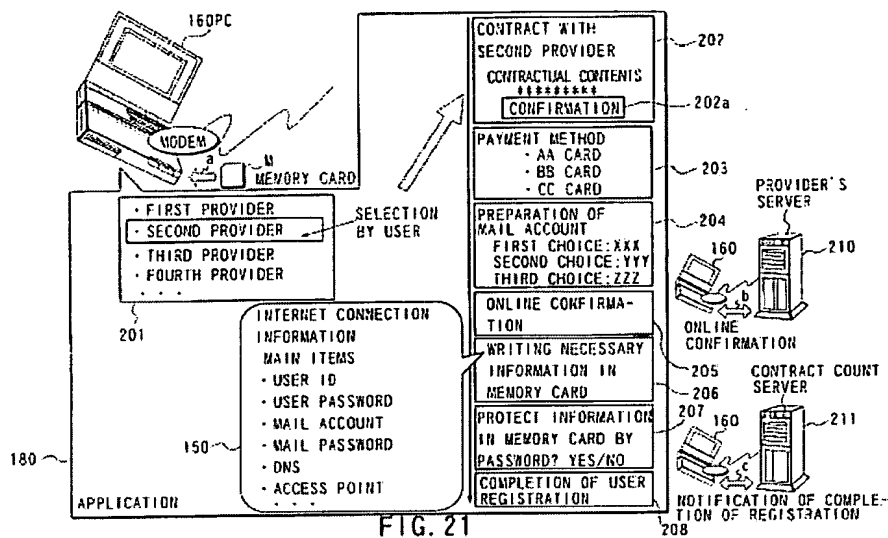 160PC
MODEM
a
M
MEMORY CARD
· FIRST PROVIDER
· SECOND PROVIDER
· THIRD PROVIDER
· FOURTH PROVIDER
· · ·
SELECTION
BY USER
201
INTERNET CONNECTION
INFORMATION
MAIN ITEMS
· USER ID
· USER PASSWORD
· MAIL ACCOUNT
· MAIL PASSWORD
· DNS
· ACCESS POINT
· · ·
150
180
APPLICATION
CONTRACT WITH
SECOND PROVIDER
CONTRACTUAL CONTENTS
*********
CONFIRMATION
202
202a
PAYMENT METHOD
· AA CARD
· BB CARD
· CC CARD
203
PREPARATION OF
MAIL ACCOUNT
FIRST CHOICE:XXX
SECOND CHOICE:YYY
THIRD CHOICE:ZZZ
204
ONLINE CONFIRMA-
TION
205
WRITING NECESSARY
INFORMATION IN
MEMORY CARD
206
PROTECT INFORMATION
IN MEMORY CARD BY
PASSWORD? YES/NO
207
COMPLETION OF USER
REGISTRATION
208
PROVIDER'S
SERVER
160
210
b
ONLINE
CONFIRMATION
CONTRACT COUNT
SERVER
160
211
c
NOTIFICATION OF COMPLE-
TION OF REGISTRATION
FIG. 21